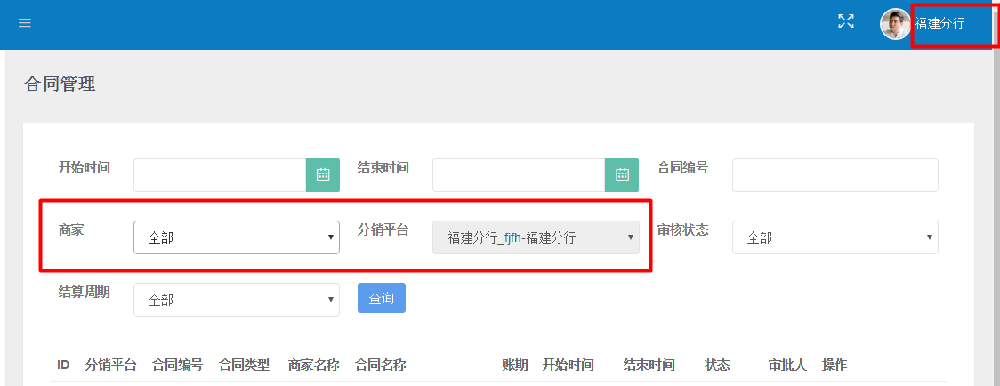 福建分行
合同管理
开始时间 结束时间 合同编号
商家 全部 分销平台 福建分行_fjfh-福建分行 审核状态 全部
结算周期 全部 查询
ID 分销平台 合同编号 合同类型 商家名称 合同名称 账期 开始时间 结束时间 状态 审批人 操作